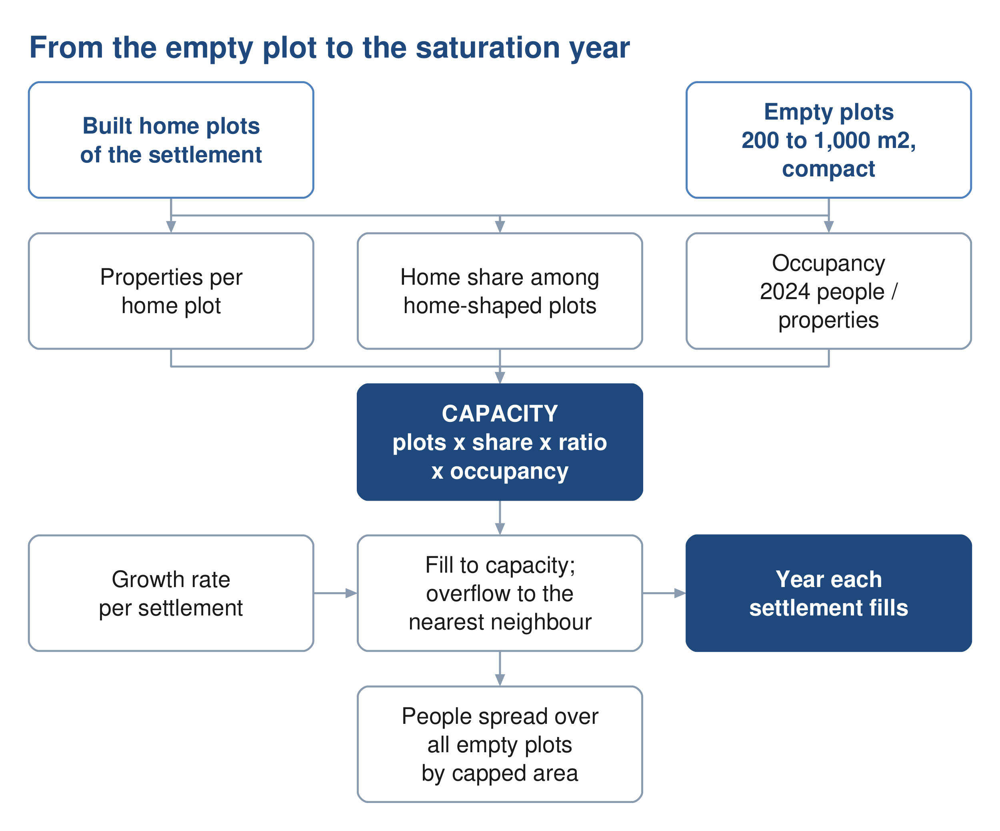 From the empty plot to the saturation year
Built home plots
of the settlement
Empty plots
200 to 1,000 m2,
compact
Properties per
home plot
Home share among
home-shaped plots
Occupancy
2024 people /
properties
CAPACITY
plots x share x ratio
x occupancy
Growth rate
per settlement
Fill to capacity;
overflow to the
nearest neighbour
Year each
settlement fills
People spread over
all empty plots
by capped area